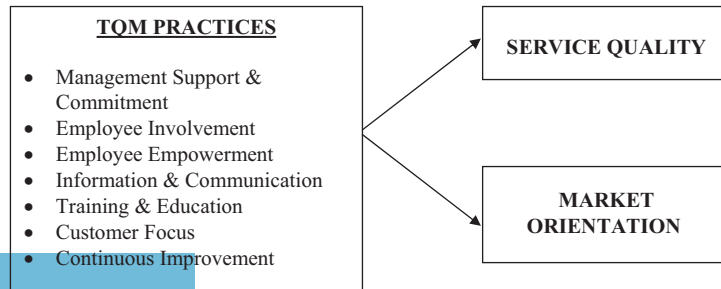 TQM PRACTICES
• Management Support &
Commitment
• Employee Involvement
• Employee Empowerment
• Information & Communication
• Training & Education
• Customer Focus
• Continuous Improvement
SERVICE QUALITY
MARKET
ORIENTATION